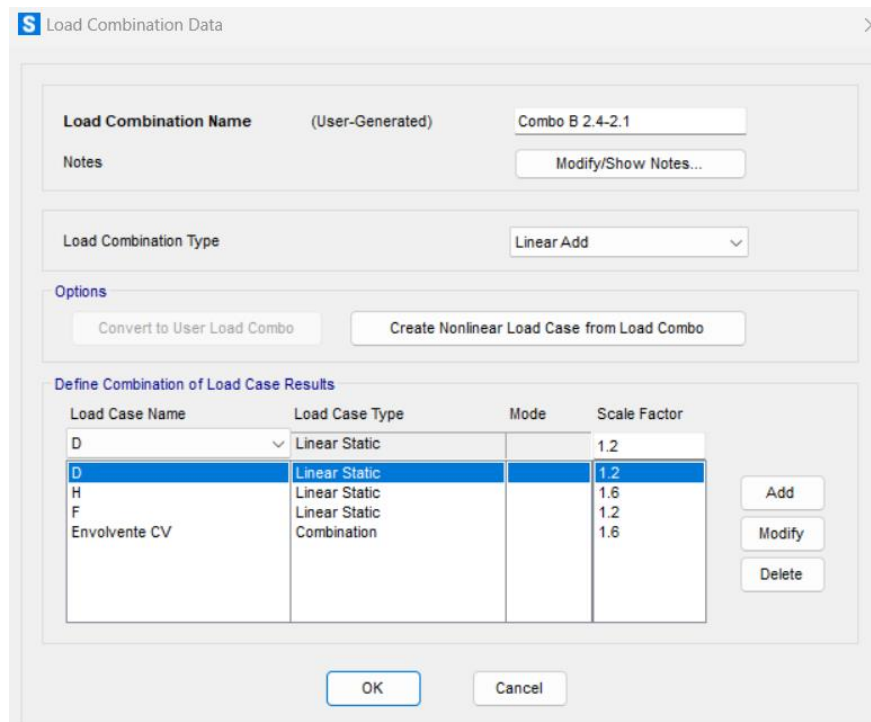 S Load Combination Data
Load Combination Name (User-Generated) Combo B 2.4-2.1
Notes Modify/Show Notes...
Load Combination Type Linear Add
Options
Convert to User Load Combo Create Nonlinear Load Case from Load Combo
Define Combination of Load Case Results
Load Case Name Load Case Type Mode Scale Factor
D Linear Static 1.2
D Linear Static 1.2
H Linear Static 1.6
F Linear Static 1.2
Envolvente CV Combination 1.6
Add
Modify
Delete
OK Cancel